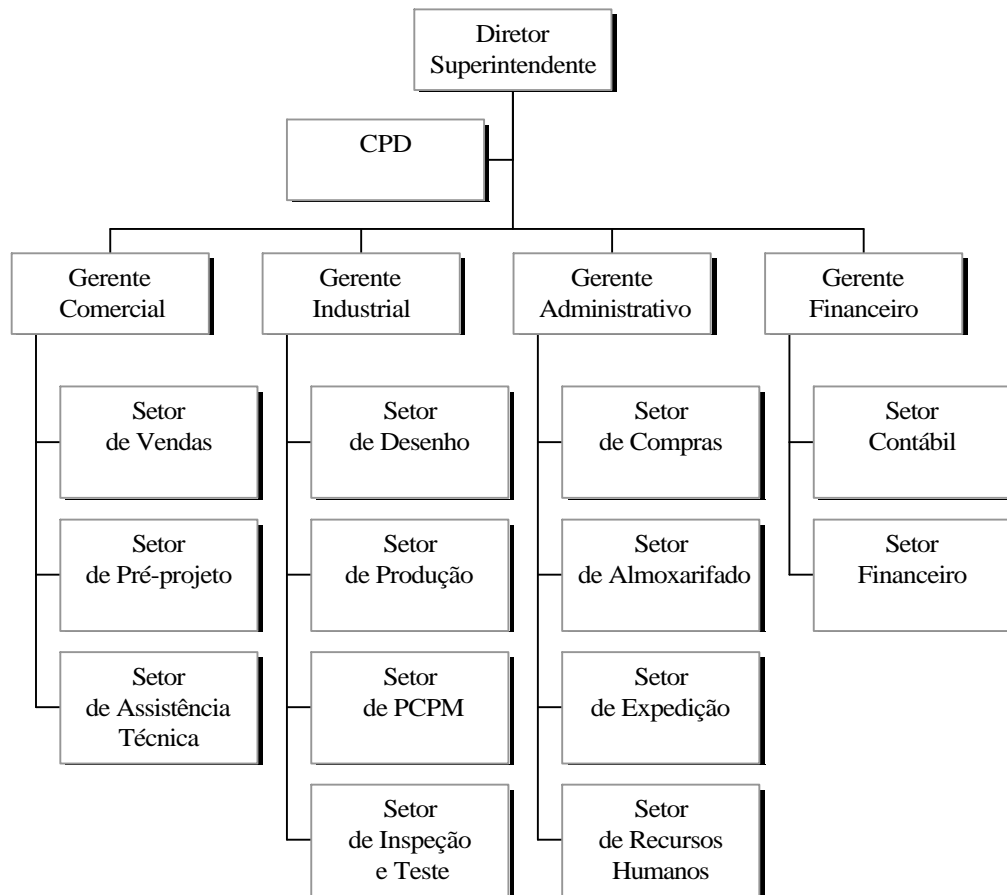 Diretor
Superintendente
CPD
Gerente
Comercial
Gerente
Industrial
Gerente
Administrativo
Gerente
Financeiro
Setor
de Vendas
Setor
de Desenho
Setor
de Compras
Setor
Contábil
Setor
de Pré-projeto
Setor
de Produção
Setor
de Almoxarifado
Setor
Financeiro
Setor
de Assistência
Técnica
Setor
de PCPM
Setor
de Expedição
Setor
de Inspeção
e Teste
Setor
de Recursos
Humanos